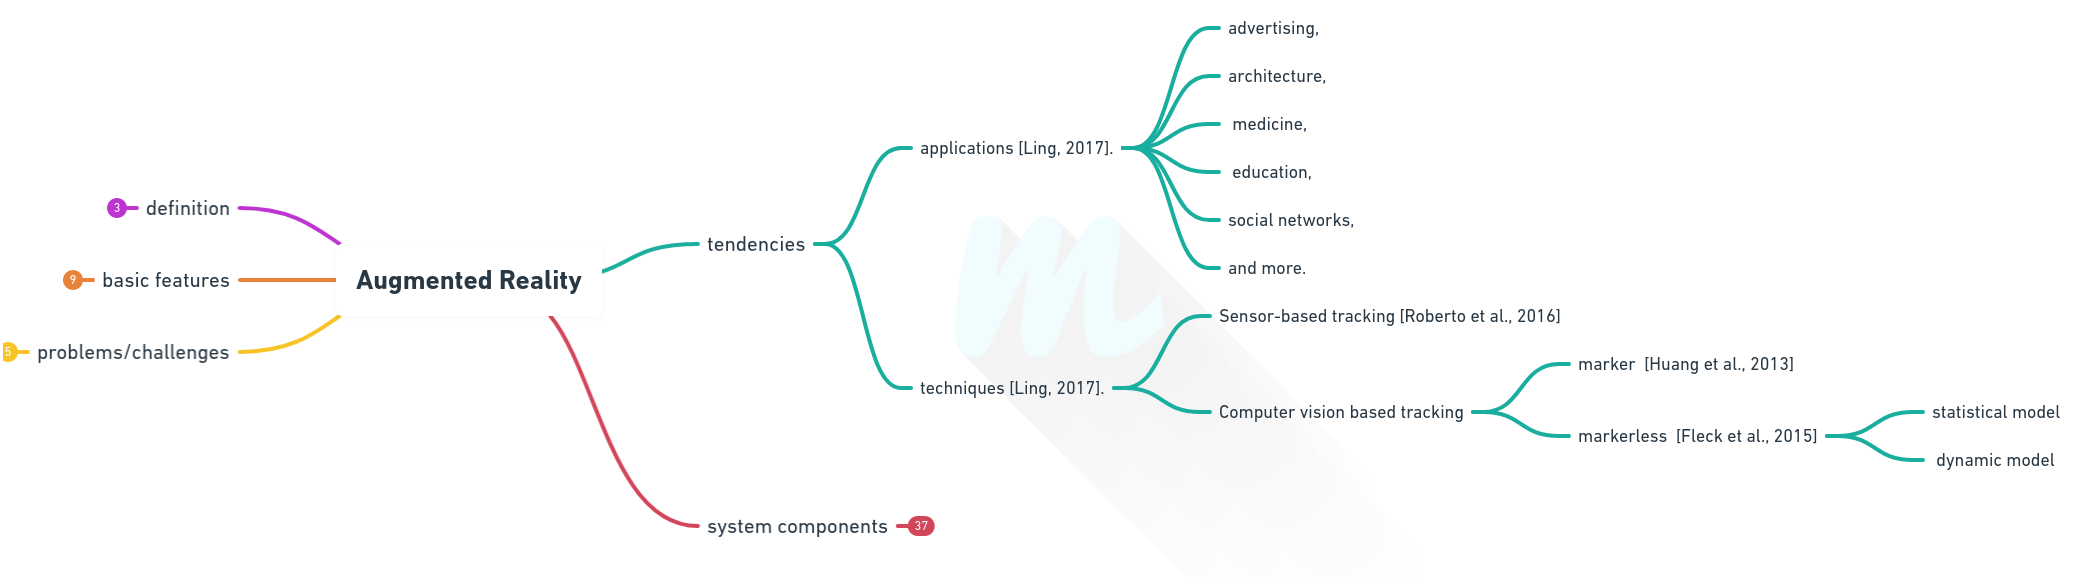 Augmented Reality
definition
3
basic features
9
problems/challenges
5
tendencies
applications [Ling, 2017].
advertising,
architecture,
medicine,
education,
social networks,
and more.
techniques [Ling, 2017].
Sensor-based tracking [Roberto et al., 2016]
Computer vision based tracking
marker  [Huang et al., 2013]
markerless  [Fleck et al., 2015]
statistical model
dynamic model
system components
37